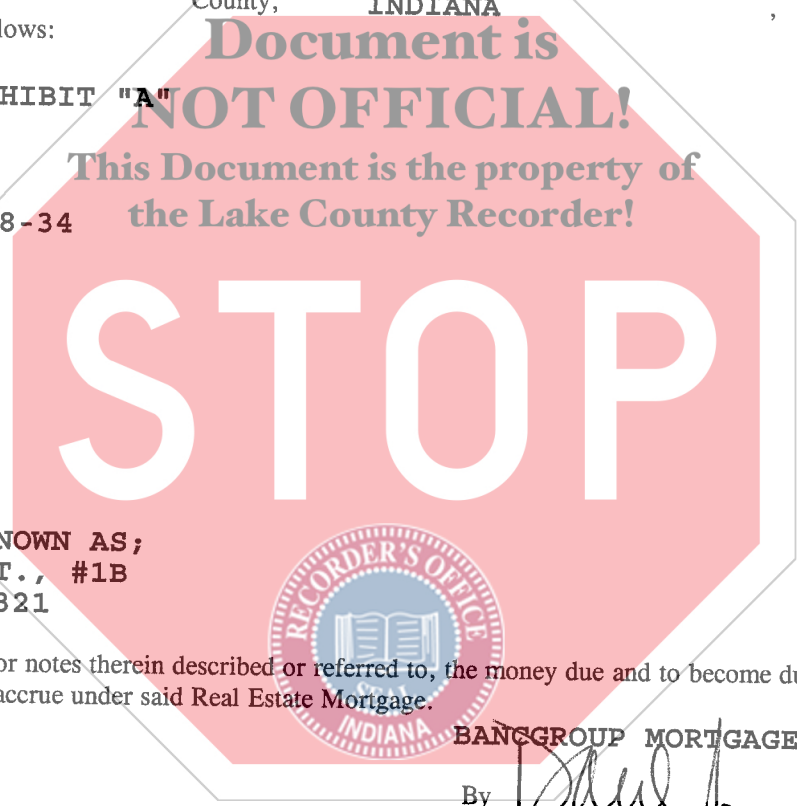 County, INDIANA ,
lows:
Document is
HIBIT "A"
NOT OFFICIAL!
This Document is the property of
8-34
the Lake County Recorder!
STOP
NOWN AS;
T., #1B
321
RECORDER'S OFFICE
SEAL
INDIANA
or notes therein described or referred to, the money due and to become du
accrue under said Real Estate Mortgage.
BANCGROUP MORTGAGE
By